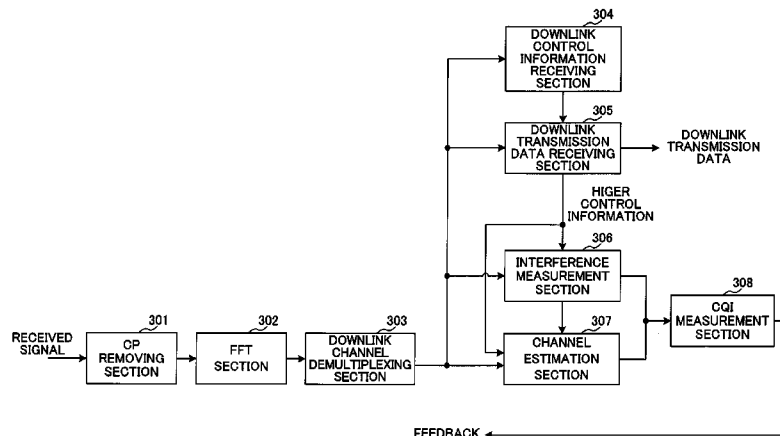 304
DOWNLINK
CONTROL
INFORMATION
RECEIVING
SECTION
305
DOWNLINK
TRANSMISSION
DATA RECEIVING
SECTION
DOWNLINK
TRANSMISSION
DATA
HIGER
CONTROL
INFORMATION
306
INTERFERENCE
MEASUREMENT
SECTION
308
CQI
MEASUREMENT
SECTION
301
302
303
307
RECEIVED
SIGNAL
CP
REMOVING
SECTION
FFT
SECTION
DOWNLINK
CHANNEL
DEMULTIPLEXING
SECTION
CHANNEL
ESTIMATION
SECTION
FEEDBACK